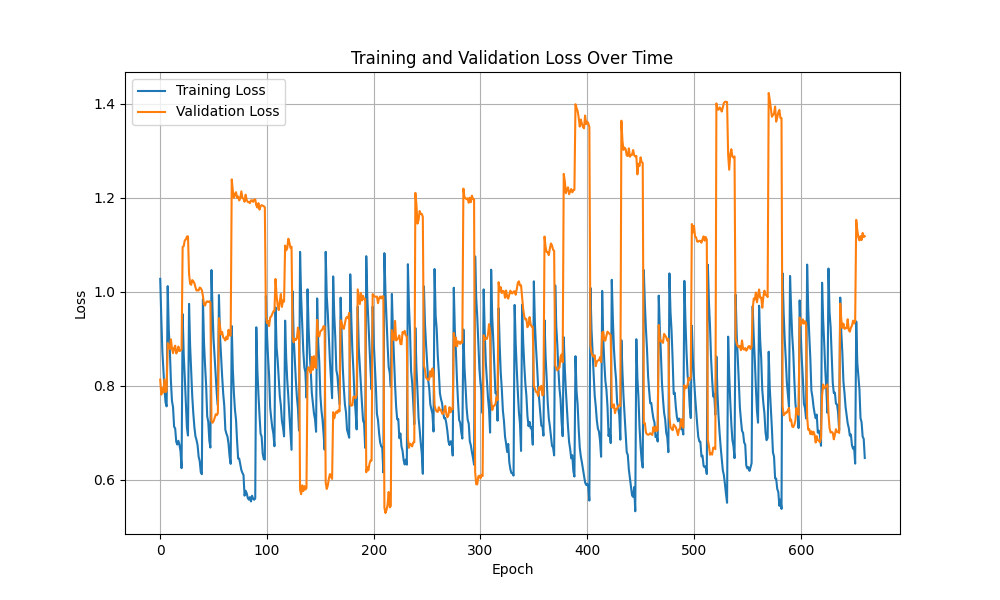 Training and Validation Loss Over Time
Training Loss
Validation Loss
1.4
1.2
1.0
0.8
0.6
Loss
0
100
200
300
400
500
600
Epoch